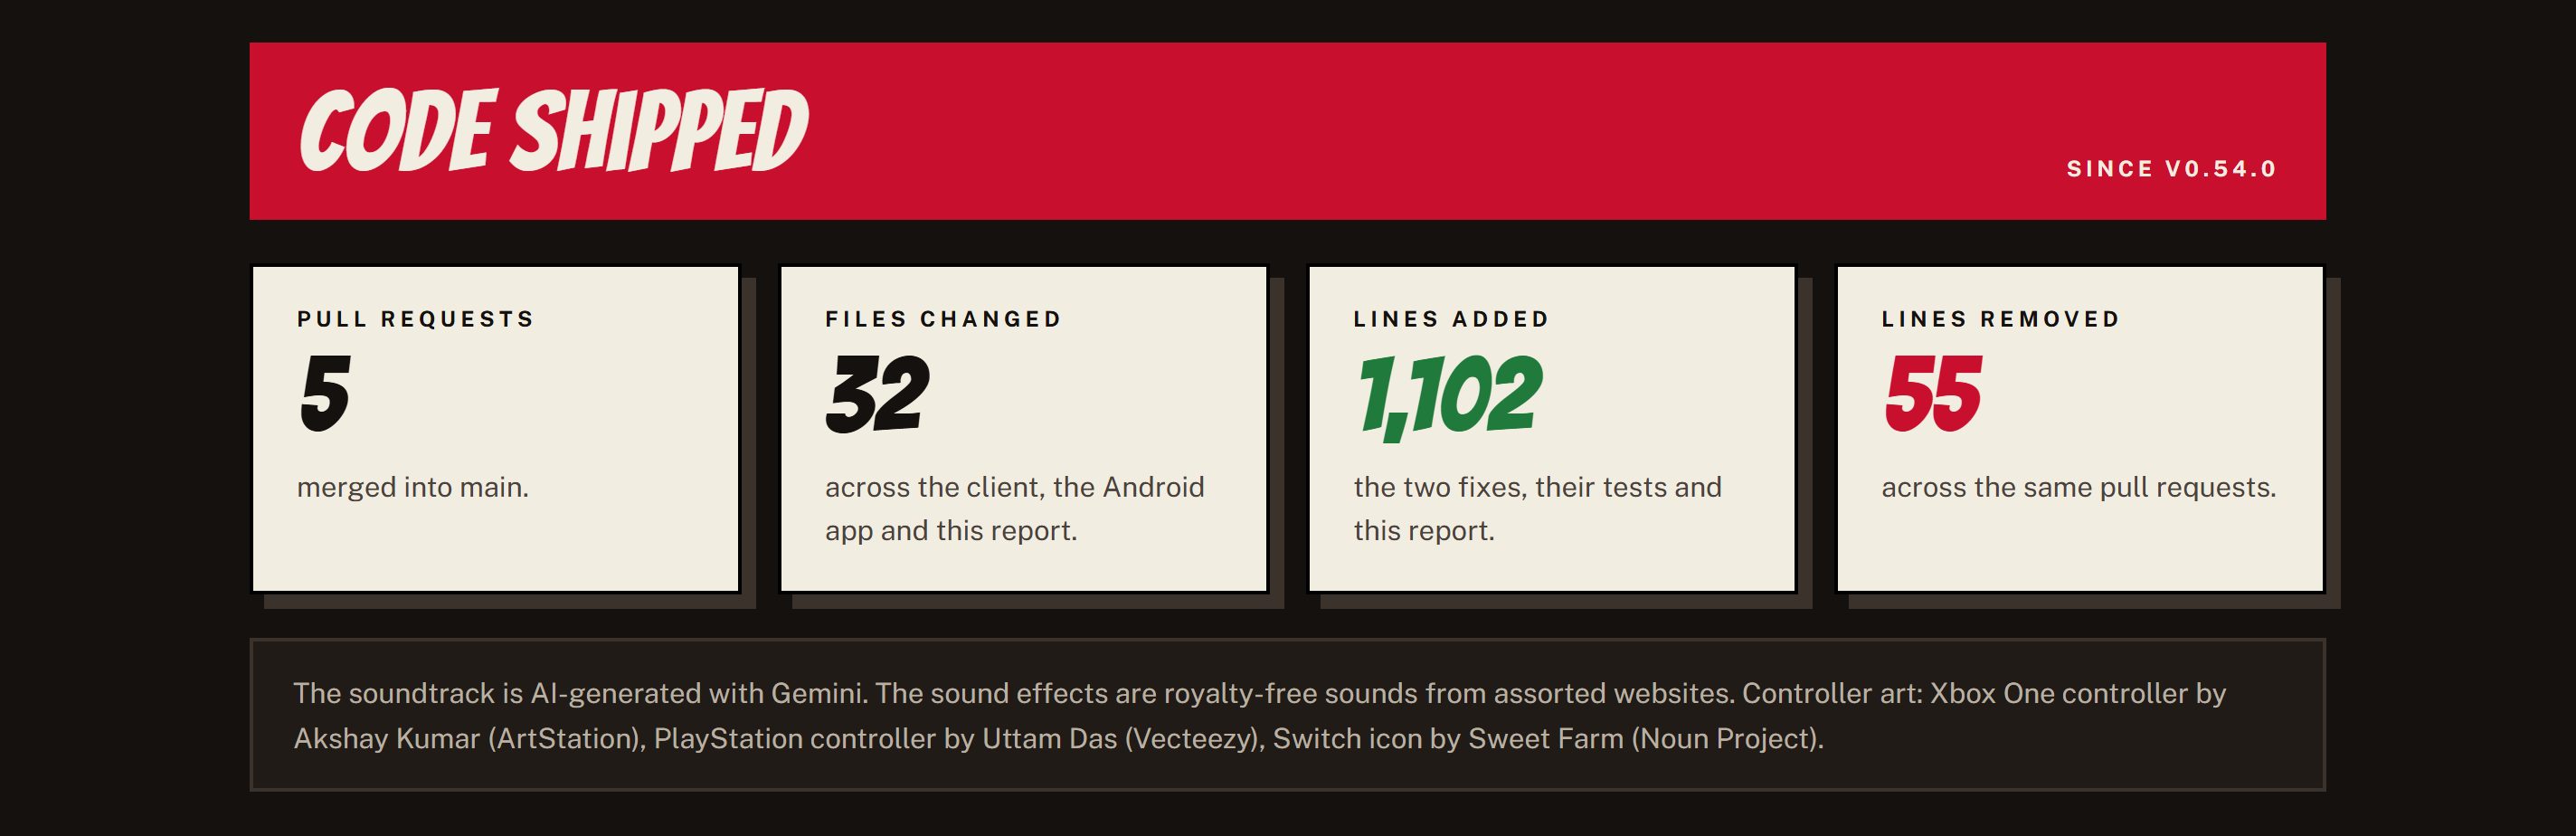 CODE SHIPPED
SINCE V0.54.0
PULL REQUESTS
5
merged into main.
FILES CHANGED
32
across the client, the Android
app and this report.
LINES ADDED
1,102
the two fixes, their tests and
this report.
LINES REMOVED
55
across the same pull requests.
The soundtrack is AI-generated with Gemini. The sound effects are royalty-free sounds from assorted websites. Controller art: Xbox One controller by
Akshay Kumar (ArtStation), PlayStation controller by Uttam Das (Vecteezy), Switch icon by Sweet Farm (Noun Project).